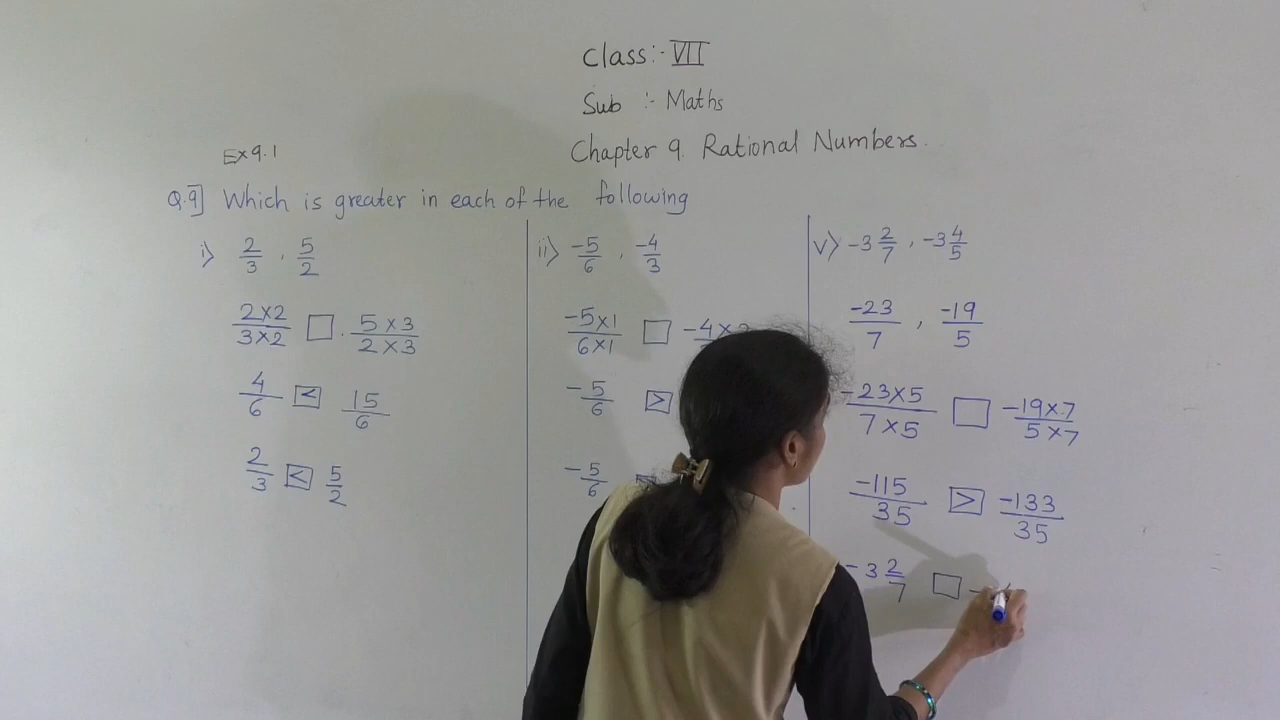 Class:- VII
Sub :- Maths
Chapter 9. Rational Numbers.
Ex 9.1
Q.9] Which is greater in each of the following
i) 2/3 , 5/2
2×2/3×2 □ . 5×3/2×3
4/6 < 15/6
2/3 < 5/2
ii) -5/6 , -4/3
-5×1/6×1 □ -4×
-5/6 >
-5/6
v) -3 2/7 , -3 4/5
-23/7 , -19/5
-23×5/7×5 □ -19×7/5×7
-115/35 > -133/35
-3 2/7 □ -